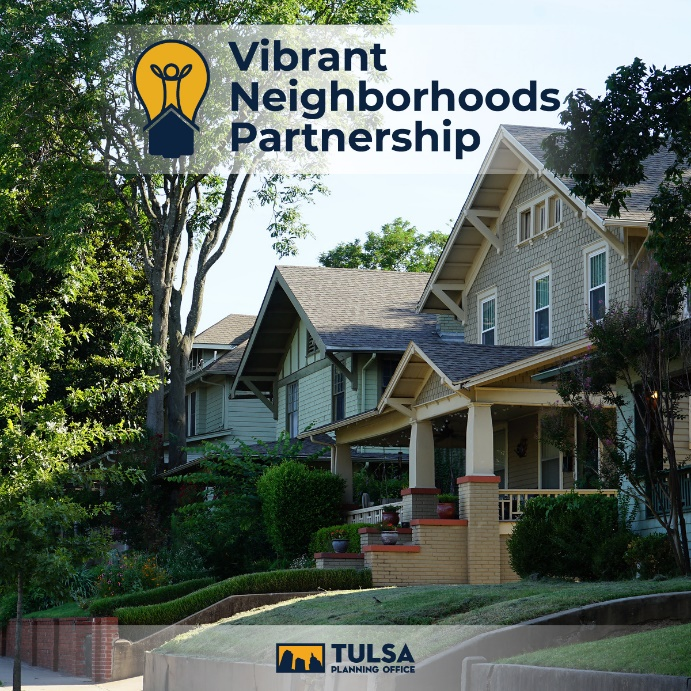 Vibrant
Neighborhoods
Partnership
TULSA
PLANNING OFFICE